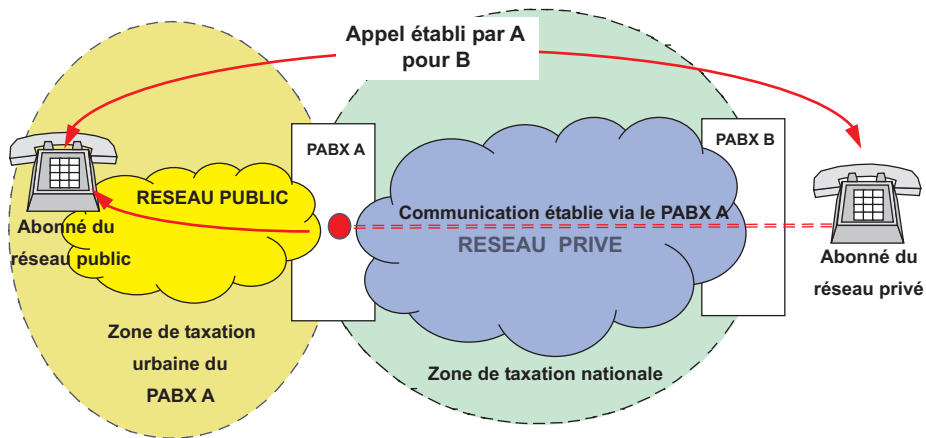 Appel établi par A
pour B
PABX A
PABX B
RESEAU PUBLIC
Communication établie via le PABX A
RESEAU PRIVE
Abonné du
réseau public
Abonné du
réseau privé
Zone de taxation
urbaine du
PABX A
Zone de taxation nationale